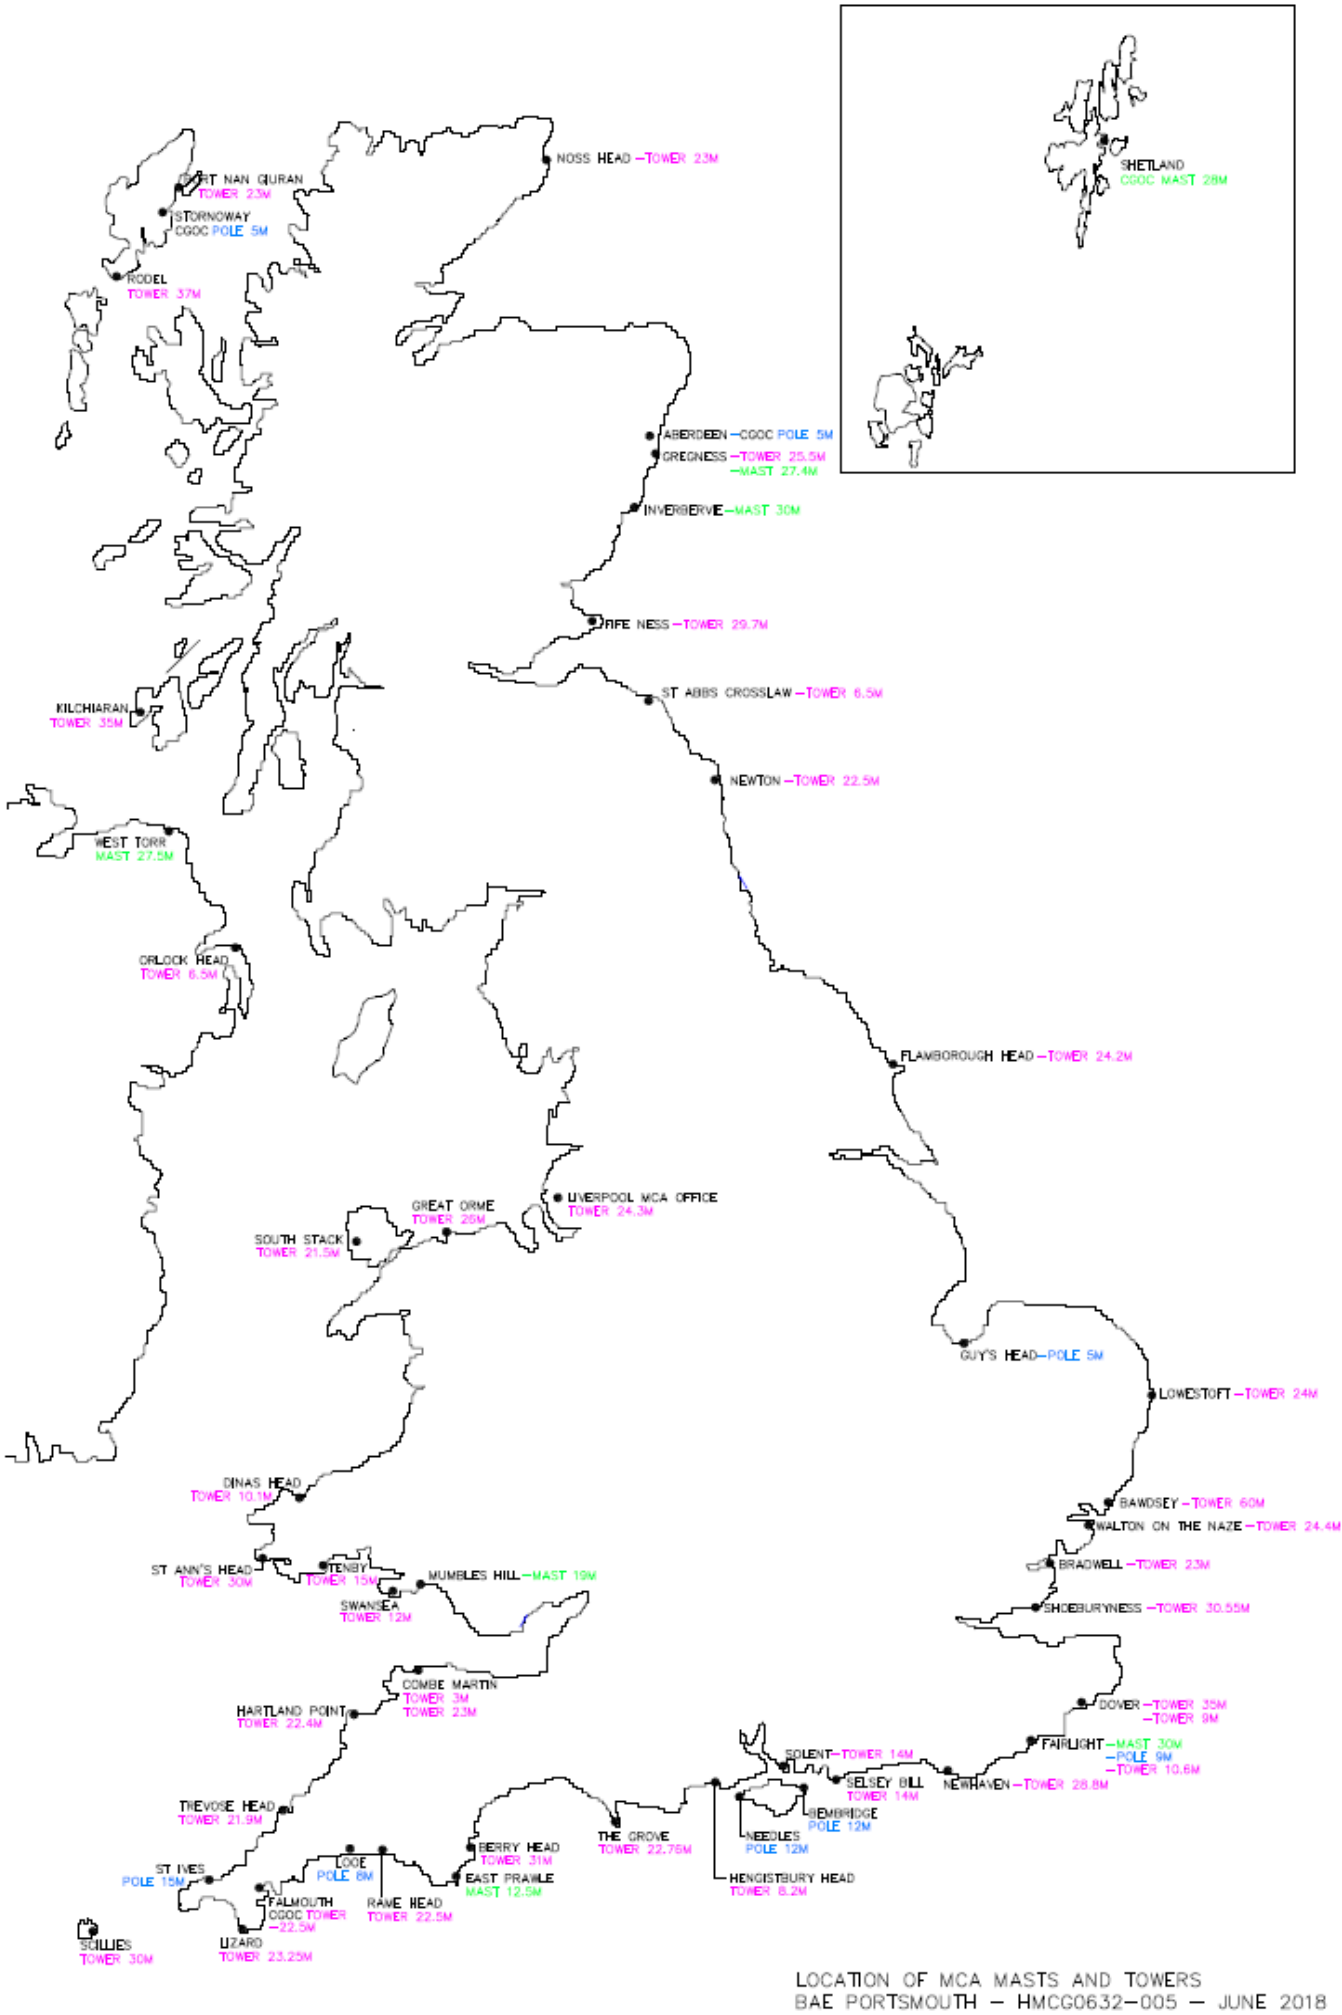 NOSS HEAD -TOWER 23M
PORT NAN GIURAN
TOWER 23M
STORNOWAY
CGOC POLE 5M
RODEL
TOWER 37M
SHETLAND
CGOC MAST 28M
ABERDEEN -CGOC POLE 5M
GREGNESS -TOWER 25.5M
-MAST 27.4M
INVERBERVIE -MAST 30M
FIFE NESS -TOWER 29.7M
ST ABBS CROSSLAW -TOWER 6.5M
KILCHIARAN
TOWER 35M
NEWTON -TOWER 22.5M
WEST TORR
MAST 27.5M
ORLOCK HEAD
TOWER 6.5M
FLAMBOROUGH HEAD -TOWER 24.2M
LIVERPOOL MCA OFFICE
TOWER 24.3M
GREAT ORME
TOWER 26M
SOUTH STACK
TOWER 21.5M
GUY'S HEAD-POLE 5M
LOWESTOFT -TOWER 24M
DINAS HEAD
TOWER 10.1M
BAWDSEY -TOWER 60M
WALTON ON THE NAZE -TOWER 24.4M
BRADWELL -TOWER 23M
ST ANN'S HEAD
TOWER 30M
TENBY
TOWER 15M
MUMBLES HILL -MAST 19M
SWANSEA
TOWER 12M
SHOEBURYNESS -TOWER 30.55M
COMBE MARTIN
TOWER 3M
TOWER 23M
HARTLAND POINT
TOWER 22.4M
DOVER -TOWER 35M
-TOWER 9M
FAIRLIGHT -MAST 30M
-POLE 9M
-TOWER 10.6M
SOLENT -TOWER 14M
SELSEY BILL
TOWER 14M
NEWHAVEN -TOWER 28.8M
TREVOSE HEAD
TOWER 21.9M
BEMBRIDGE
POLE 12M
NEEDLES
POLE 12M
THE GROVE
TOWER 22.76M
BERRY HEAD
TOWER 31M
LOOE
POLE 8M
ST IVES
POLE 15M
EAST PRAWLE
MAST 12.5M
HENGISTBURY HEAD
TOWER 8.2M
FALMOUTH
CGOC TOWER
-22.5M
RAME HEAD
TOWER 22.5M
SCILLIES
TOWER 30M
LIZARD
TOWER 23.25M
LOCATION OF MCA MASTS AND TOWERS
BAE PORTSMOUTH - HMCG0632-005 - JUNE 2018